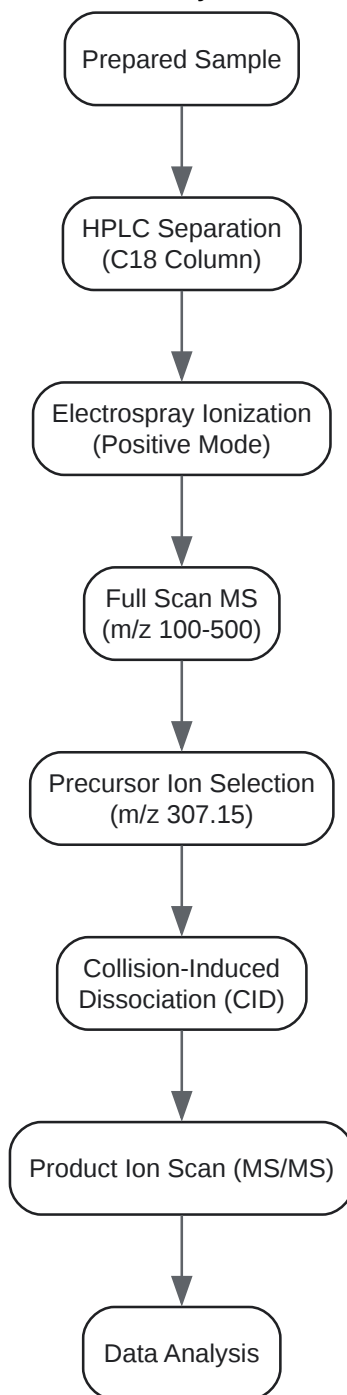 Prepared Sample
HPLC Separation
(C18 Column)
Electrospray Ionization
(Positive Mode)
Full Scan MS
(m/z 100-500)
Precursor Ion Selection
(m/z 307.15)
Collision-Induced
Dissociation (CID)
Product Ion Scan (MS/MS)
Data Analysis